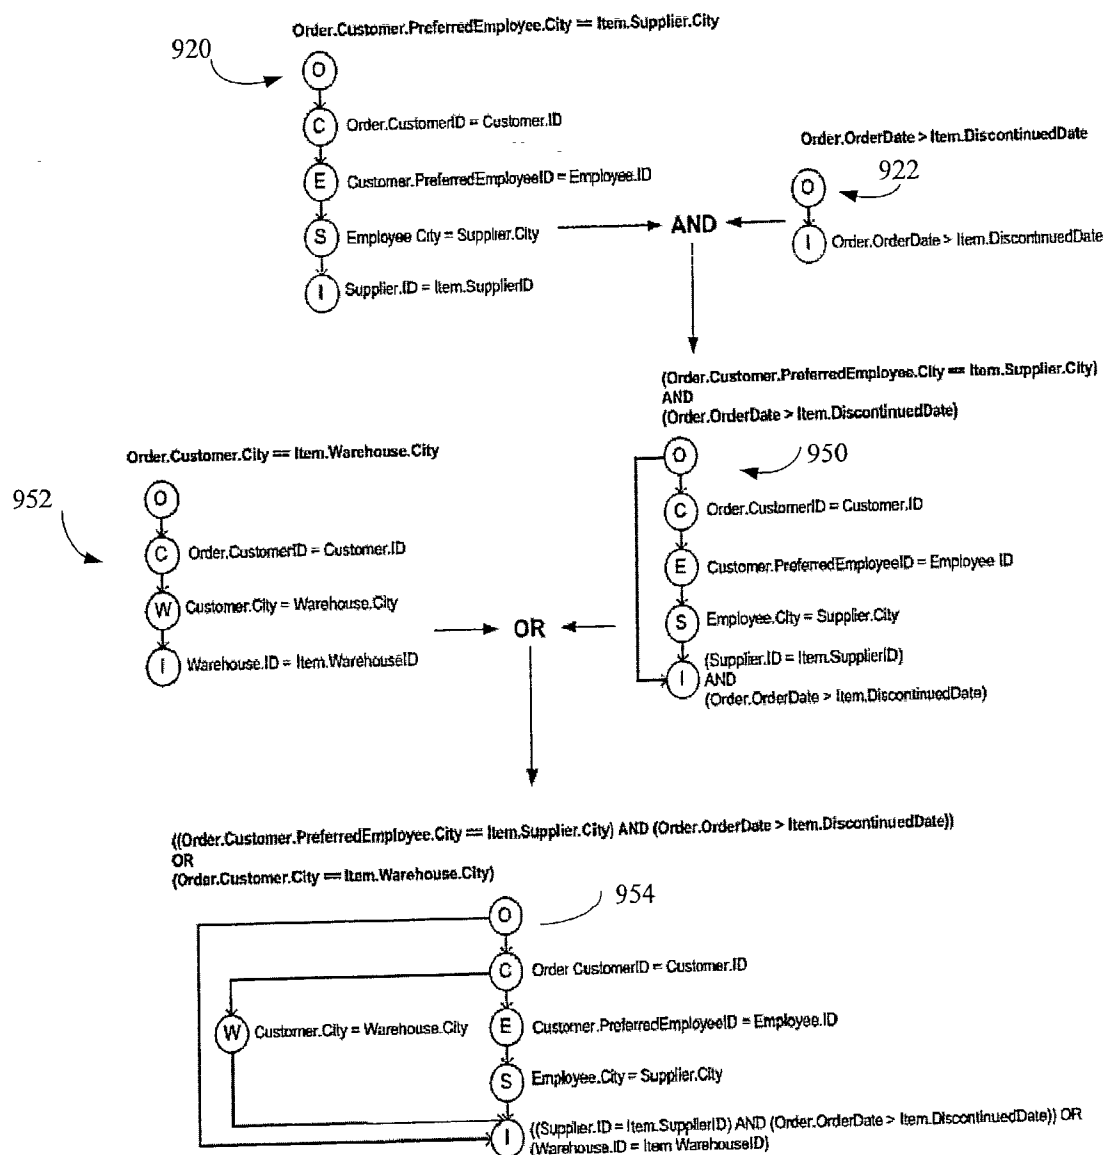 Order.Customer.PreferredEmployee.City == Item.Supplier.City
920
O
C Order.CustomerID = Customer.ID
E Customer.PreferredEmployeeID = Employee.ID
S Employee.City = Supplier.City
I Supplier.ID = Item.SupplierID
AND
Order.OrderDate > Item.DiscontinuedDate
922
O
I Order.OrderDate > Item.DiscontinuedDate
(Order.Customer.PreferredEmployee.City == Item.Supplier.City)
AND
(Order.OrderDate > Item.DiscontinuedDate)
950
O
C Order.CustomerID = Customer.ID
E Customer.PreferredEmployeeID = Employee ID
S Employee.City = Supplier.City
(Supplier.ID = Item.SupplierID)
I AND
(Order.OrderDate > Item.DiscontinuedDate)
Order.Customer.City == Item.Warehouse.City
952
O
C Order.CustomerID = Customer.ID
W Customer.City = Warehouse.City
I Warehouse.ID = Item.WarehouseID
OR
((Order.Customer.PreferredEmployee.City == Item.Supplier.City) AND (Order.OrderDate > Item.DiscontinuedDate))
OR
(Order.Customer.City == Item.Warehouse.City)
954
O
C Order CustomerID = Customer.ID
W Customer.City = Warehouse.City
E Customer.PreferredEmployeeID = Employee.ID
S Employee.City = Supplier.City
I ((Supplier.ID = Item.SupplierID) AND (Order.OrderDate > Item.DiscontinuedDate)) OR
(Warehouse.ID = Item WarehouseID)